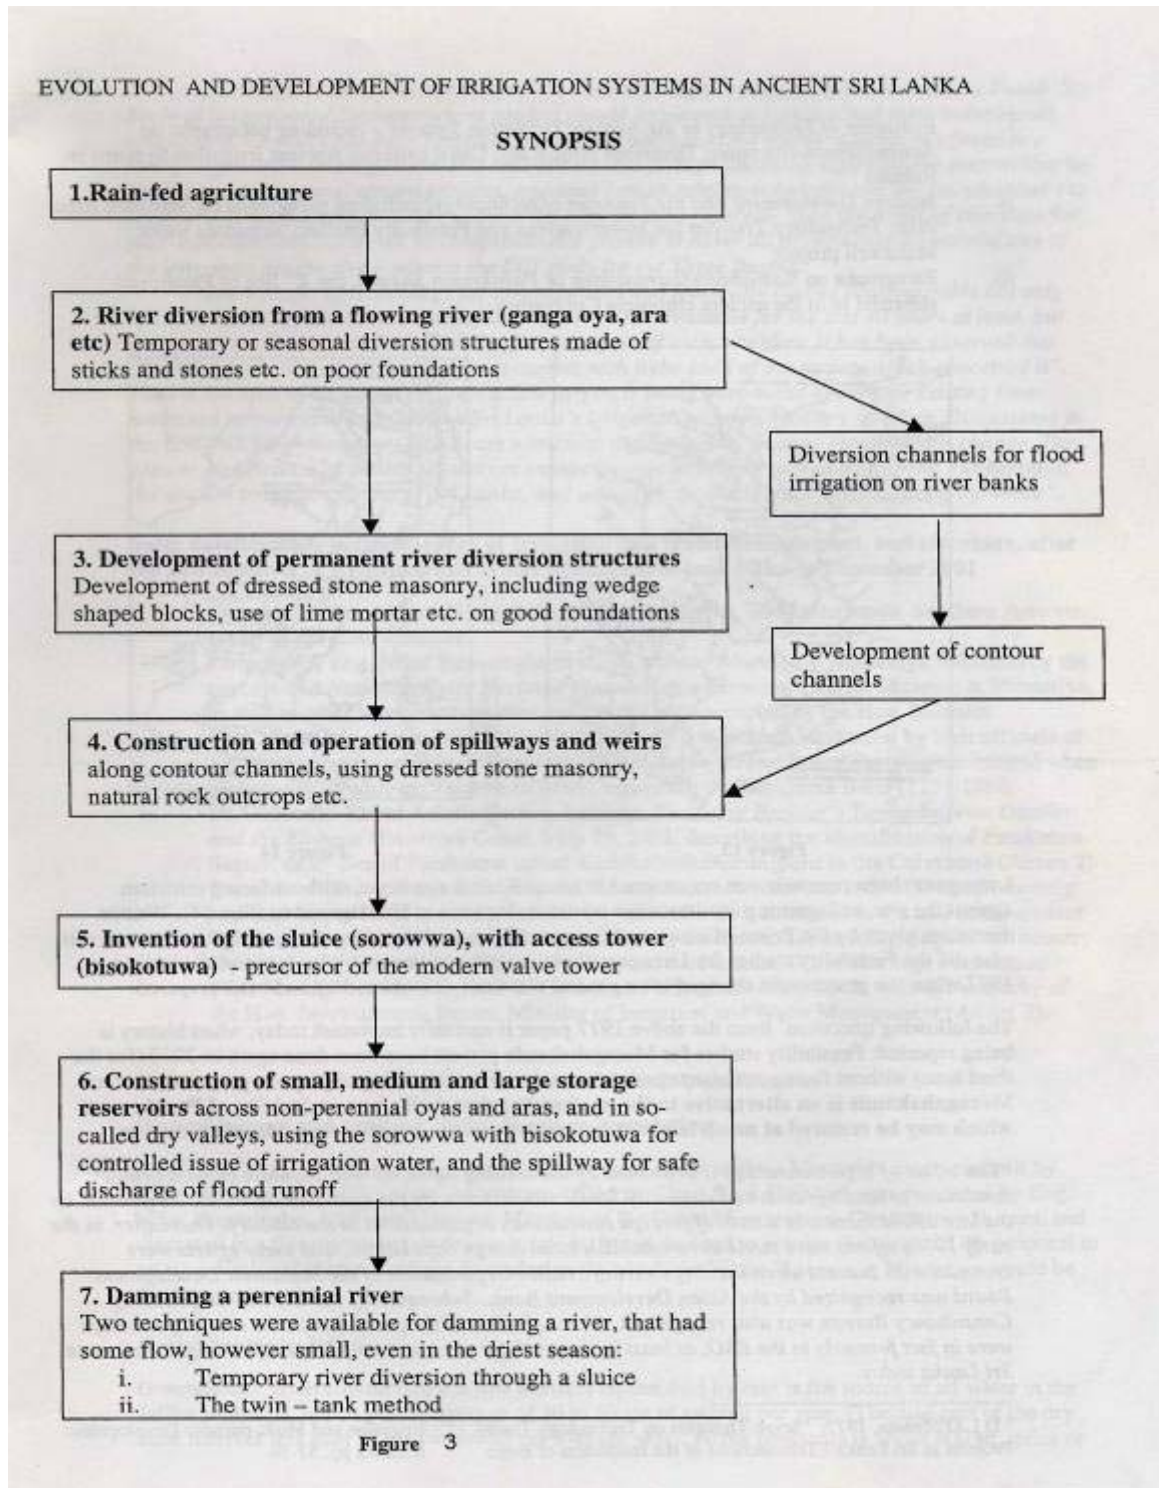 EVOLUTION AND DEVELOPMENT OF IRRIGATION SYSTEMS IN ANCIENT SRI LANKA
SYNOPSIS
1.Rain-fed agriculture
2. River diversion from a flowing river (ganga oya, ara
etc) Temporary or seasonal diversion structures made of
sticks and stones etc. on poor foundations
Diversion channels for flood
irrigation on river banks
3. Development of permanent river diversion structures
Development of dressed stone masonry, including wedge
shaped blocks, use of lime mortar etc. on good foundations
Development of contour
channels
4. Construction and operation of spillways and weirs
along contour channels, using dressed stone masonry,
natural rock outcrops etc.
5. Invention of the sluice (sorowwa), with access tower
(bisokotuwa) - precursor of the modern valve tower
6. Construction of small, medium and large storage
reservoirs across non-perennial oyas and aras, and in so-
called dry valleys, using the sorowwa with bisokotuwa for
controlled issue of irrigation water, and the spillway for safe
discharge of flood runoff
7. Damming a perennial river
Two techniques were available for damming a river, that had
some flow, however small, even in the driest season:
i. Temporary river diversion through a sluice
ii. The twin – tank method
Figure 3